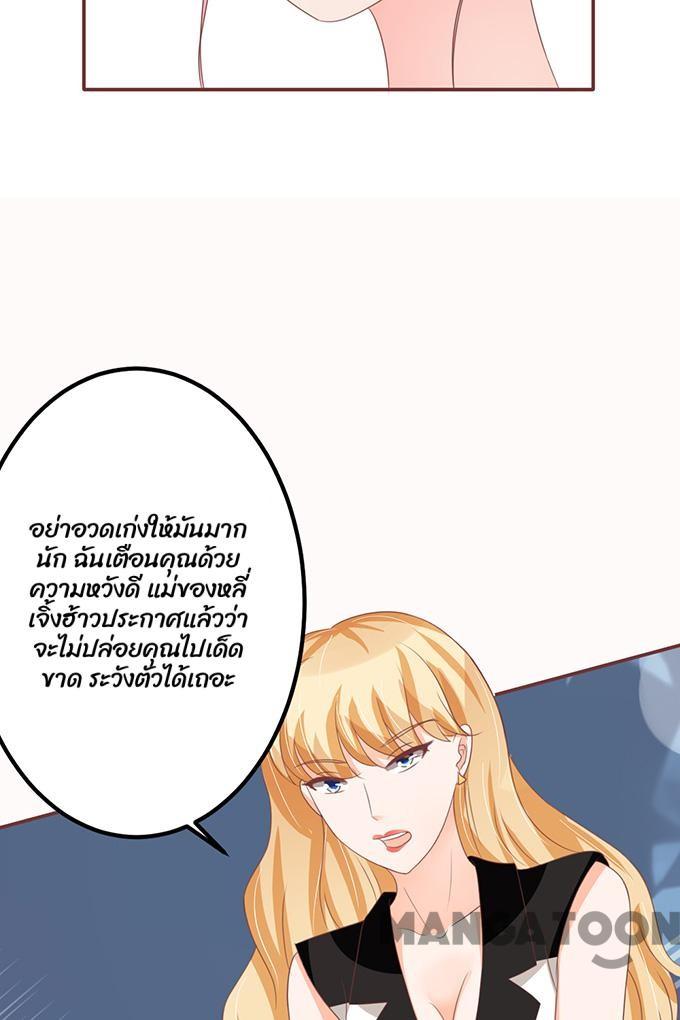 อย่าอวดเก่งให้มันมาก
นัก ฉันเตือนคุณด้วย
ความหวังดี แม่ของหลี่
เจิ้งฮ้าวประกาศแล้วว่า
จะไม่ปล่อยคุณไปเด็ด
ขาด ระวังตัวได้เถอะ
MANGATOON